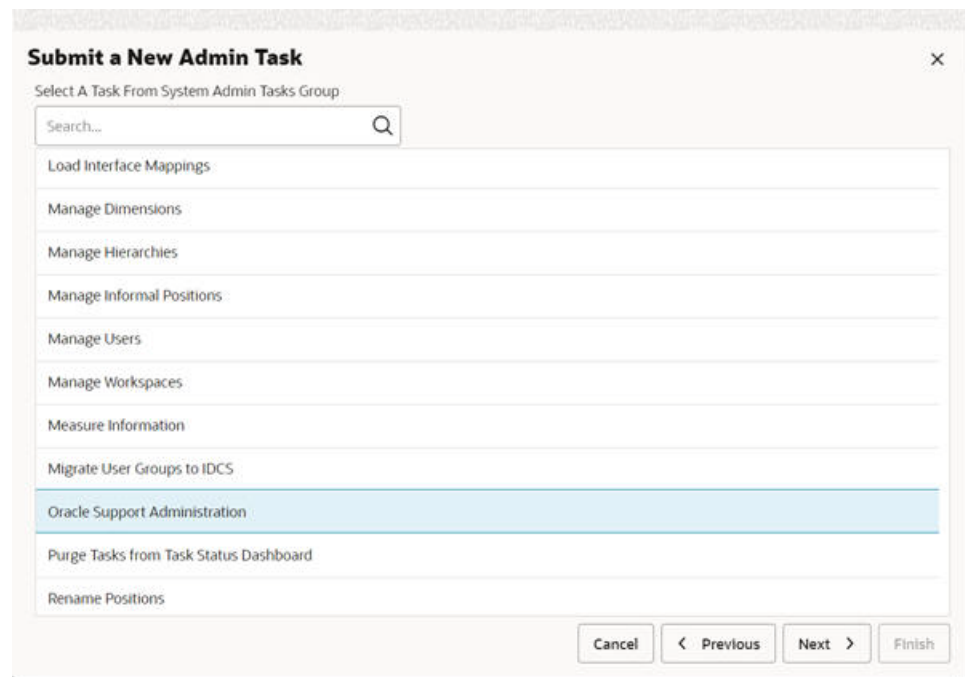 Submit a New Admin Task
Select A Task From System Admin Tasks Group
Search...
Load Interface Mappings
Manage Dimensions
Manage Hierarchies
Manage Informal Positions
Manage Users
Manage Workspaces
Measure Information
Migrate User Groups to IDCS
Oracle Support Administration
Purge Tasks from Task Status Dashboard
Rename Positions
Cancel Previous Next Finish